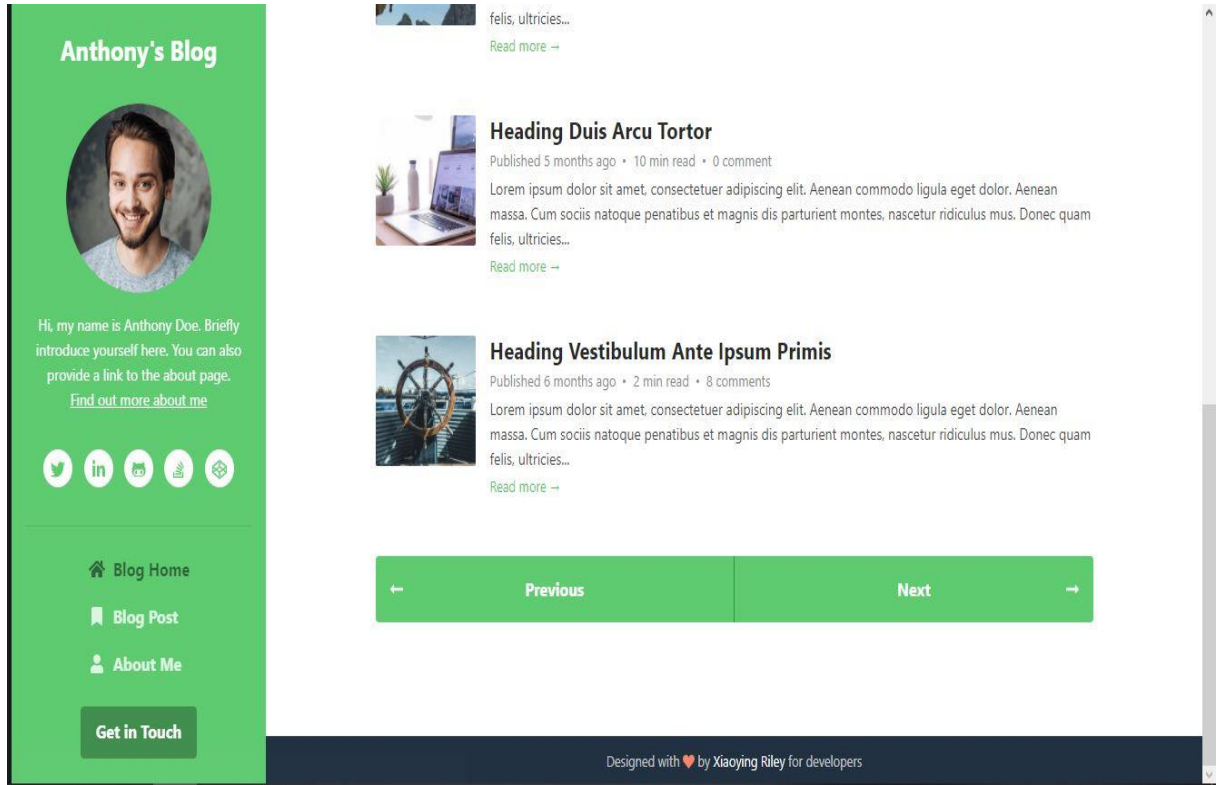 Anthony's Blog
Hi, my name is Anthony Doe. Briefly
introduce yourself here. You can also
provide a link to the about page.
Find out more about me
in
Blog Home
Blog Post
About Me
Get in Touch
felis, ultricies...
Read more →
Heading Duis Arcu Tortor
Published 5 months ago • 10 min read • 0 comment
Lorem ipsum dolor sit amet, consectetuer adipiscing elit. Aenean commodo ligula eget dolor. Aenean
massa. Cum sociis natoque penatibus et magnis dis parturient montes, nascetur ridiculus mus. Donec quam
felis, ultricies...
Read more →
Heading Vestibulum Ante Ipsum Primis
Published 6 months ago • 2 min read • 8 comments
Lorem ipsum dolor sit amet, consectetuer adipiscing elit. Aenean commodo ligula eget dolor. Aenean
massa. Cum sociis natoque penatibus et magnis dis parturient montes, nascetur ridiculus mus. Donec quam
felis, ultricies...
Read more →
← Previous Next →
Designed with ♥ by Xiaoying Riley for developers